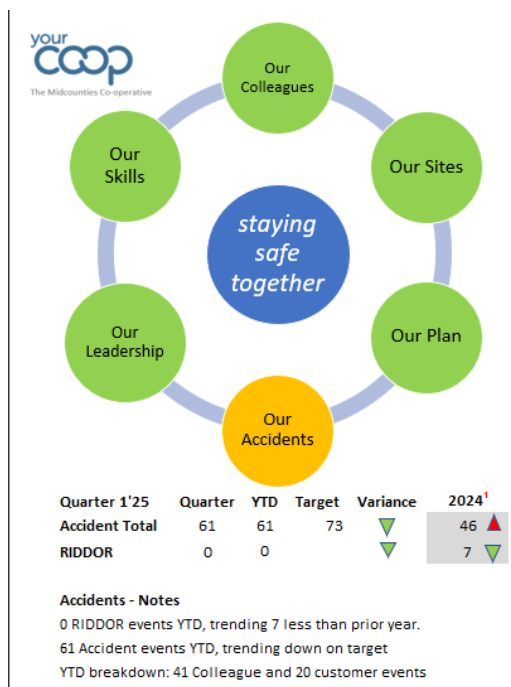 your
coop
The Midcounties Co-operative
Our
Colleagues
Our
Skills
Our Sites
staying
safe
together
Our
Leadership
Our Plan
Our
Accidents
Quarter 1'25 Quarter YTD Target Variance 2024¹
Accident Total 61 61 73 46
RIDDOR 0 0 7
Accidents - Notes
0 RIDDOR events YTD, trending 7 less than prior year.
61 Accident events YTD, trending down on target
YTD breakdown: 41 Colleague and 20 customer events